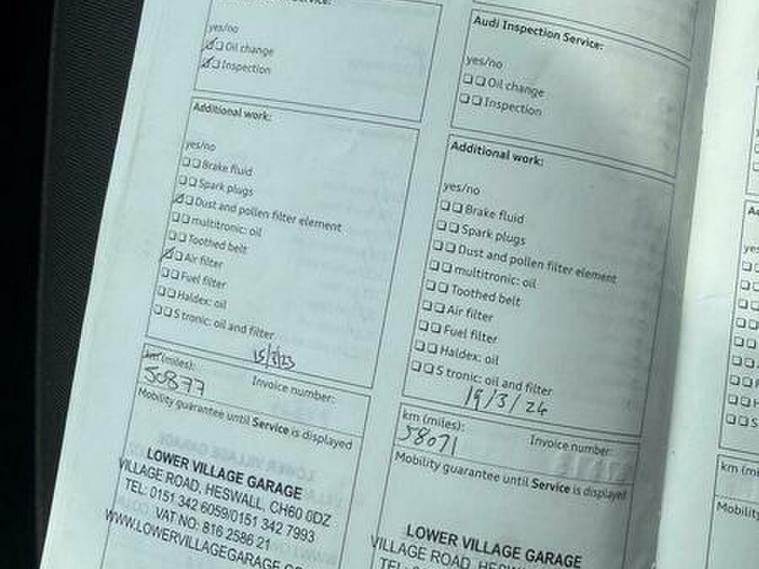 Service:
yes/no
Oil change
Inspection
Additional work:
yes/no
Brake fluid
Spark plugs
Dust and pollen filter element
multitronic: oil
Toothed belt
Air filter
Fuel filter
Haldex: oil
S tronic: oil and filter
km (miles):
50877
Invoice number:
Mobility guarantee until Service is displayed
LOWER VILLAGE GARAGE
VILLAGE ROAD, HESWALL, CH60 0DZ
TEL: 0151 342 6059/0151 342 7993
VAT NO: 816 2586 21
Audi Inspection Service:
yes/no
Oil change
Inspection
Additional work:
yes/no
Brake fluid
Spark plugs
Dust and pollen filter element
multitronic: oil
Toothed belt
Air filter
Fuel filter
Haldex: oil
S tronic: oil and filter
19/3/24
km (miles):
58071
Invoice number:
Mobility guarantee until Service is displayed
LOWER VILLAGE GARAGE
VILLAGE ROAD, HESWALL
km (mi
Mobility